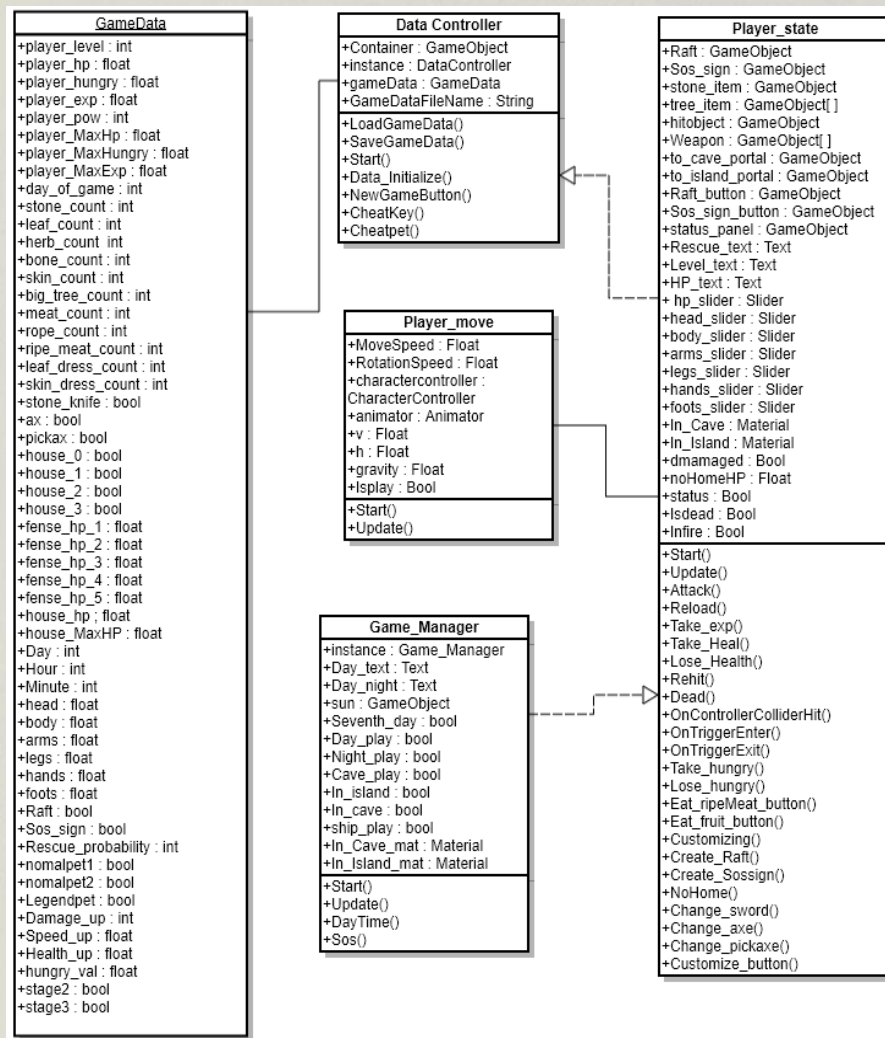 GameData
+player_level : int
+player_hp : float
+player_hungry : float
+player_exp : float
+player_pow : int
+player_MaxHp : float
+player_MaxHungry : float
+player_MaxExp : float
+day_of_game : int
+stone_count : int
+leaf_count : int
+herb_count int
+bone_count : int
+skin_count : int
+big_tree_count : int
+meat_count : int
+rope_count : int
+ripe_meat_count : int
+leaf_dress_count : int
+skin_dress_count : int
+stone_knife : bool
+ax : bool
+pickax : bool
+house_0 : bool
+house_1 : bool
+house_2 : bool
+house_3 : bool
+fense_hp_1 : float
+fense_hp_2 : float
+fense_hp_3 : float
+fense_hp_4 : float
+fense_hp_5 : float
+house_hp ; float
+house_MaxHP : float
+Day : int
+Hour : int
+Minute : int
+head : float
+body : float
+arms : float
+legs : float
+hands : float
+foots : float
+Raft : bool
+Sos_sign : bool
+Rescue_probability : int
+nomalpet1 : bool
+nomalpet2 : bool
+Legendpet : bool
+Damage_up : int
+Speed_up : float
+Health_up : float
+hungry_val : float
+stage2 : bool
+stage3 : bool
Data Controller
+Container : GameObject
+instance : DataController
+gameData : GameData
+GameDataFileName : String
+LoadGameData()
+SaveGameData()
+Start()
+Data_Initialize()
+NewGameButton()
+CheatKey()
+Cheatpet()
Player_move
+MoveSpeed : Float
+RotationSpeed : Float
+charactercontroller :
CharacterController
+animator : Animator
+v : Float
+h : Float
+gravity : Float
+Isplay : Bool
+Start()
+Update()
Game_Manager
+instance : Game_Manager
+Day_text : Text
+Day_night : Text
+sun : GameObject
+Seventh_day : bool
+Day_play : bool
+Night_play : bool
+Cave_play : bool
+In_island : bool
+In_cave : bool
+ship_play : bool
+In_Cave_mat : Material
+In_Island_mat : Material
+Start()
+Update()
+DayTime()
+Sos()
Player_state
+Raft : GameObject
+Sos_sign : GameObject
+stone_item : GameObject
+tree_item : GameObject[ ]
+hitobject : GameObject
+Weapon : GameObject[ ]
+to_cave_portal : GameObject
+to_island_portal : GameObject
+Raft_button : GameObject
+Sos_sign_button : GameObject
+status_panel : GameObject
+Rescue_text : Text
+Level_text : Text
+HP_text : Text
+ hp_slider : Slider
+head_slider : Slider
+body_slider : Slider
+arms_slider : Slider
+legs_slider : Slider
+hands_slider : Slider
+foots_slider : Slider
+In_Cave : Material
+In_Island : Material
+dmamaged : Bool
+noHomeHP : Float
+status : Bool
+Isdead : Bool
+Infire : Bool
+Start()
+Update()
+Attack()
+Reload()
+Take_exp()
+Take_Heal()
+Lose_Health()
+Rehit()
+Dead()
+OnControllerColliderHit()
+OnTriggerEnter()
+OnTriggerExit()
+Take_hungry()
+Lose_hungry()
+Eat_ripeMeat_button()
+Eat_fruit_button()
+Customizing()
+Create_Raft()
+Create_Sossign()
+NoHome()
+Change_sword()
+Change_axe()
+Change_pickaxe()
+Customize_button()